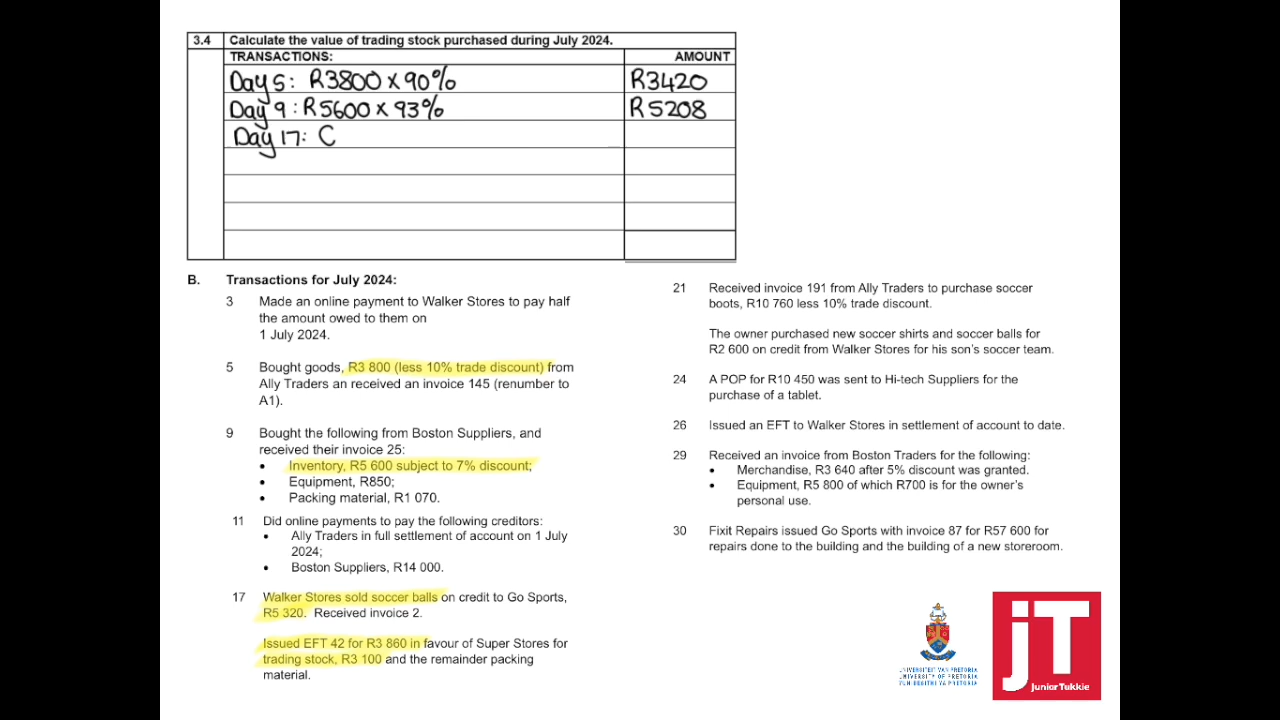 3.4 Calculate the value of trading stock purchased during July 2024.
TRANSACTIONS: AMOUNT
Day 5: R3800 x 90% R3420
Day 9: R5600 x 93% R5208
Day 17: C
B. Transactions for July 2024:
3 Made an online payment to Walker Stores to pay half
the amount owed to them on
1 July 2024.
5 Bought goods, R3 800 (less 10% trade discount) from
Ally Traders an received an invoice 145 (renumber to
A1).
9 Bought the following from Boston Suppliers, and
received their invoice 25:
• Inventory, R5 600 subject to 7% discount;
• Equipment, R850;
• Packing material, R1 070.
11 Did online payments to pay the following creditors:
• Ally Traders in full settlement of account on 1 July
2024;
• Boston Suppliers, R14 000.
17 Walker Stores sold soccer balls on credit to Go Sports,
R5 320. Received invoice 2.
Issued EFT 42 for R3 860 in favour of Super Stores for
trading stock, R3 100 and the remainder packing
material.
21 Received invoice 191 from Ally Traders to purchase soccer
boots, R10 760 less 10% trade discount.
The owner purchased new soccer shirts and soccer balls for
R2 600 on credit from Walker Stores for his son's soccer team.
24 A POP for R10 450 was sent to Hi-tech Suppliers for the
purchase of a tablet.
26 Issued an EFT to Walker Stores in settlement of account to date.
29 Received an invoice from Boston Traders for the following:
• Merchandise, R3 640 after 5% discount was granted.
• Equipment, R5 800 of which R700 is for the owner's
personal use.
30 Fixit Repairs issued Go Sports with invoice 87 for R57 600 for
repairs done to the building and the building of a new storeroom.
UNIVERSITEIT VAN PRETORIA
UNIVERSITY OF PRETORIA
YUNIBESITHI YA PRETORIA
jT
JuniorTukkie